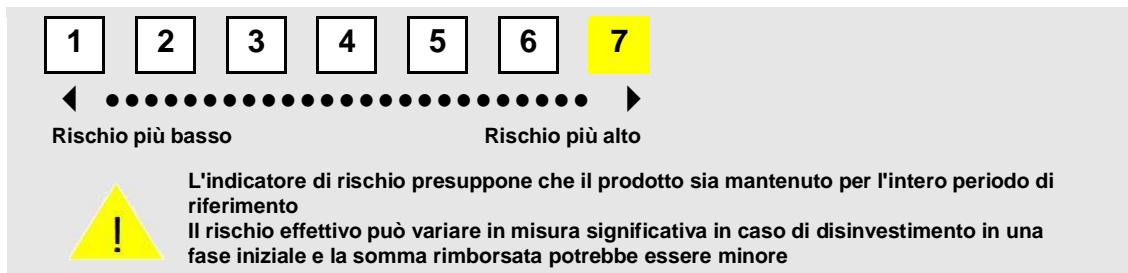 1 2 3 4 5 6 7
Rischio più basso Rischio più alto
! L'indicatore di rischio presuppone che il prodotto sia mantenuto per l'intero periodo di
riferimento
Il rischio effettivo può variare in misura significativa in caso di disinvestimento in una
fase iniziale e la somma rimborsata potrebbe essere minore